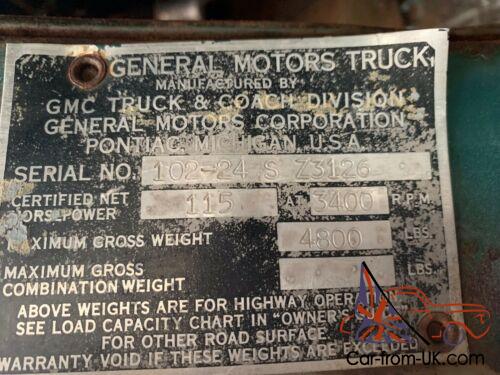 GENERAL MOTORS TRUCK
MANUFACTURED BY
GMC TRUCK & COACH DIVISION
GENERAL MOTORS CORPORATION
PONTIAC, MICHIGAN, U.S.A.
SERIAL NO. 102-24 S Z3126
CERTIFIED NET
HORSEPOWER 115 AT 3400 R.P.M.
MAXIMUM GROSS WEIGHT 4800 LBS.
MAXIMUM GROSS
COMBINATION WEIGHT LBS.
ABOVE WEIGHTS ARE FOR HIGHWAY OPERATION
SEE LOAD CAPACITY CHART IN "OWNER'S
FOR OTHER ROAD SURFACE
WARRANTY VOID IF THESE WEIGHTS ARE EXCEEDED
Car-from-UK.com